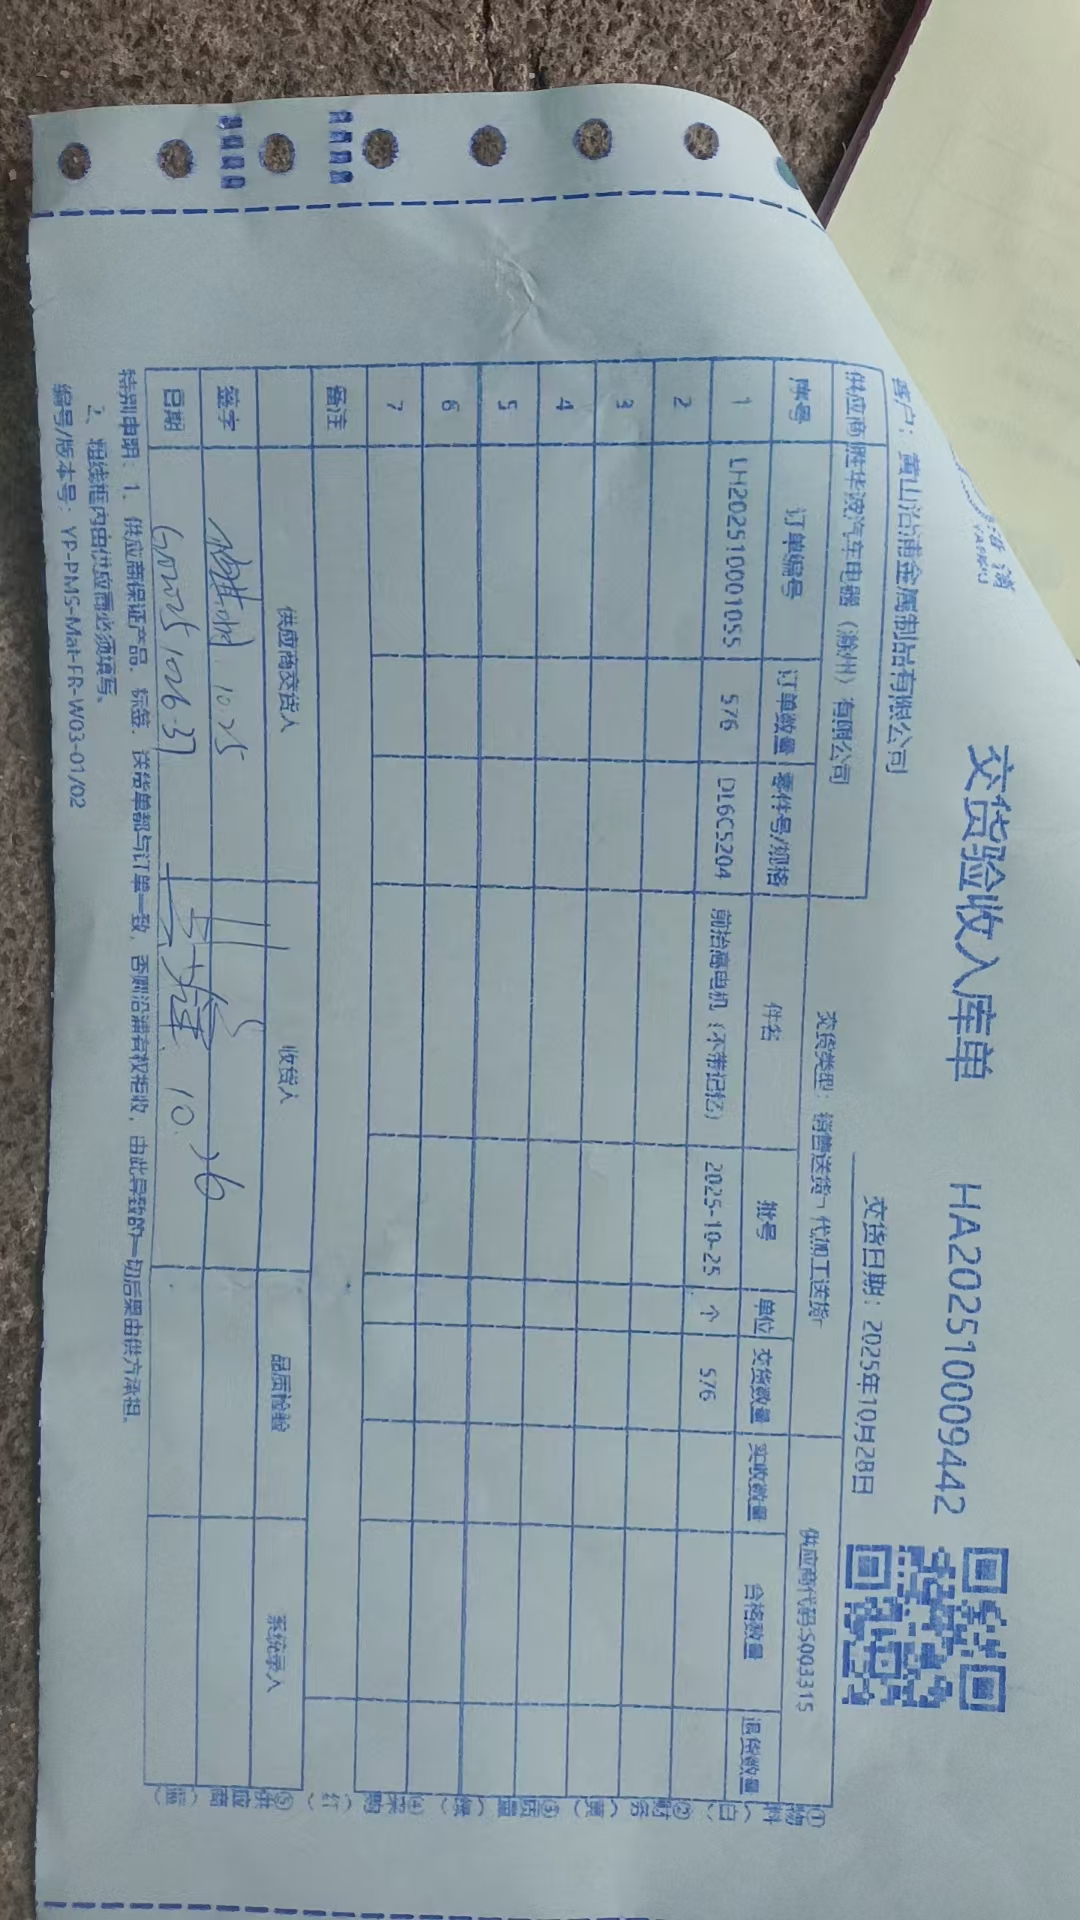 交货验收入库单
HA202510009442
客户：黄山沿浦金属制品有限公司
交货日期：2025年10月28日
供应商 胜华波汽车电器（滁州）有限公司 交货类型：销售送货 代加工送货 供应商代码:S003315
序号 订单编号 订单数量 零件号/规格 件名 批号 单位 交货数量 实收数量 合格数量 退货数量
1 LH202510001055 576 DL6C5204 前抬高电机（不带记忆） 2025-10-25 个 576
2
3
4
5
6
7
备注
供应商交货人 收货人 品质检验 系统录入
签字 10.25
日期 10.26
特别申明：1、供应商保证产品、标签、送货单都与订单一致，否则沿浦有权拒收，由此导致的一切后果由供方承担。
2、粗线框内由供应商必须填写。
编号/版本号：YP-PMS-Mat-FR-W03-01/02
①物料（白）②财务（黄）③质量（绿）④采购（红）⑤供应商（蓝）